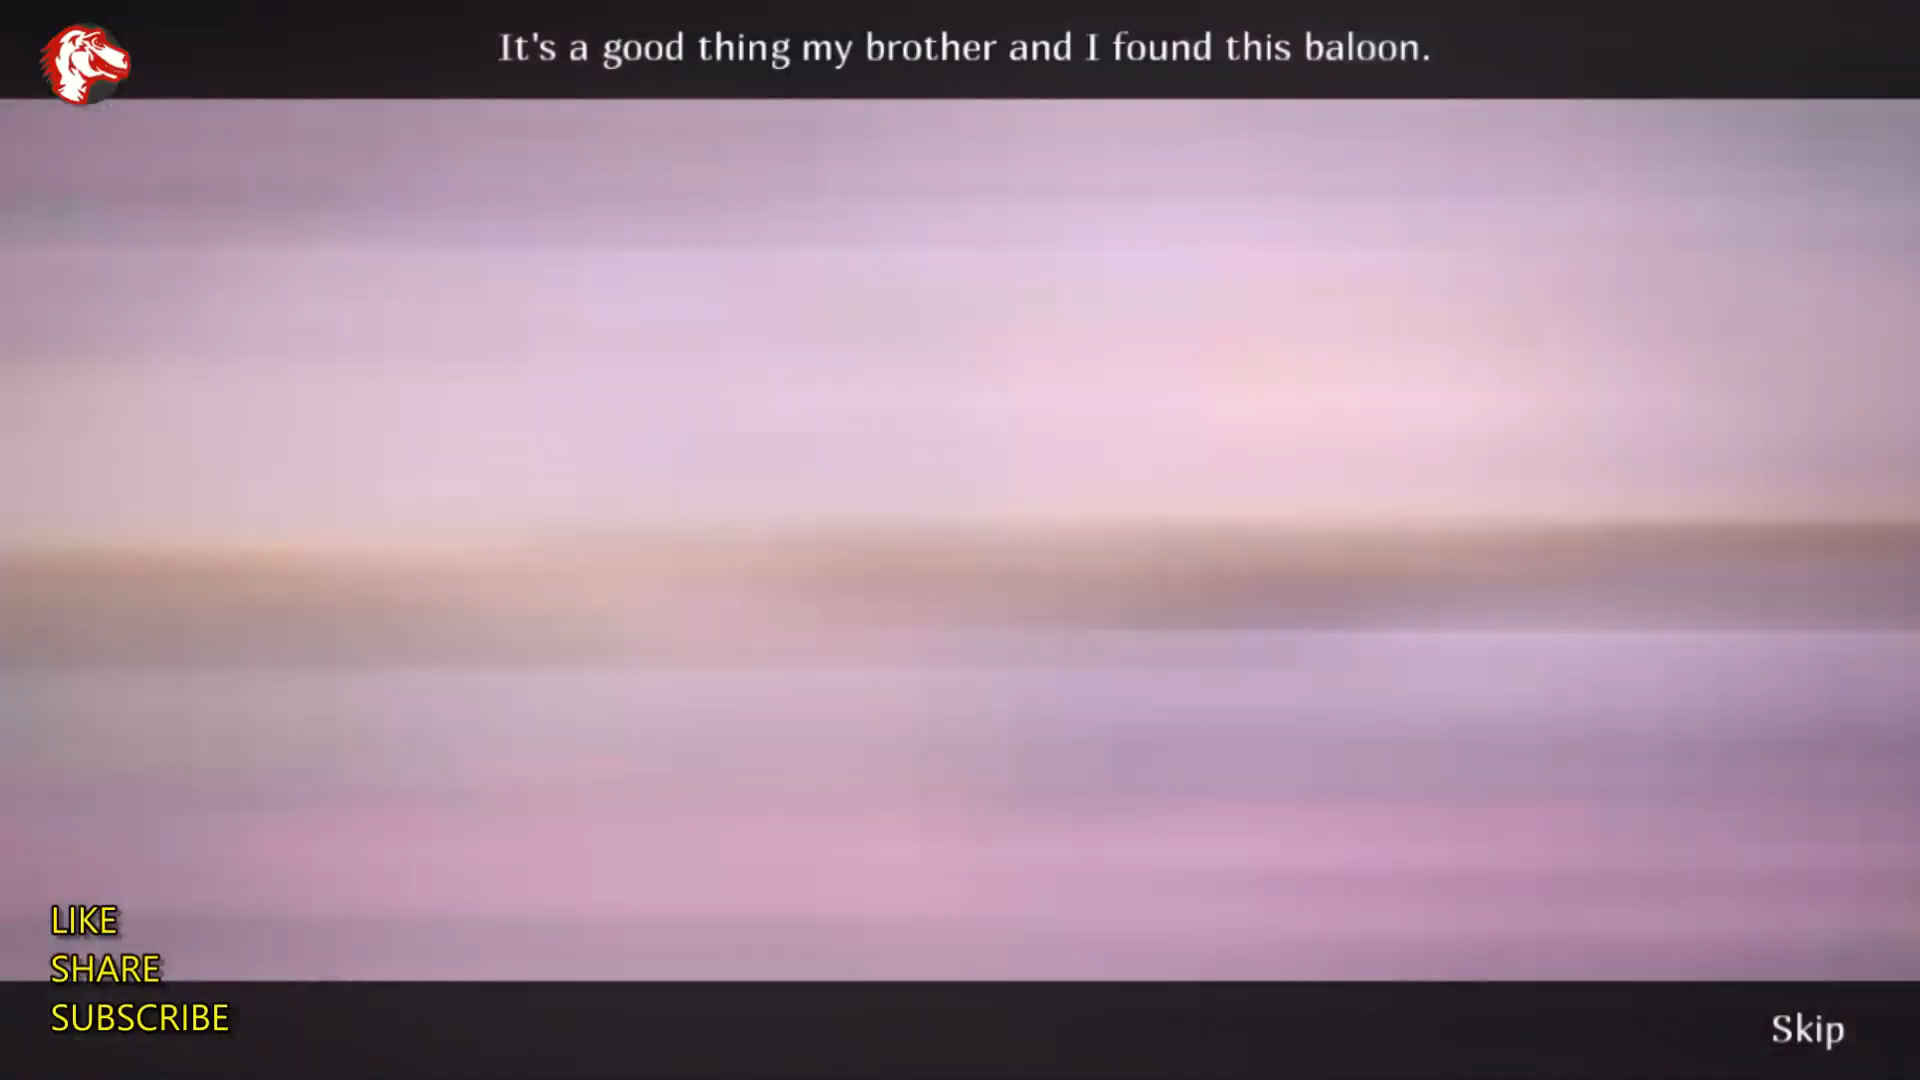 It's a good thing my brother and I found this baloon.
LIKE
SHARE
SUBSCRIBE
Skip